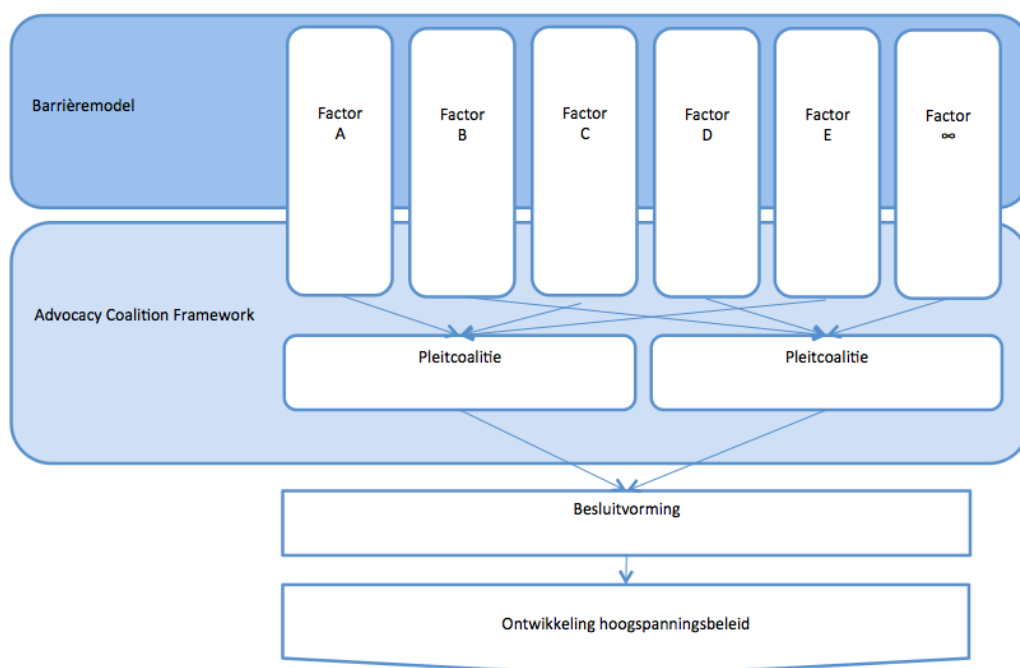 Barrièremodel
Factor
A
Factor
B
Factor
C
Factor
D
Factor
E
Factor
∞
Advocacy Coalition Framework
Pleitcoalitie
Pleitcoalitie
Besluitvorming
Ontwikkeling hoogspanningsbeleid